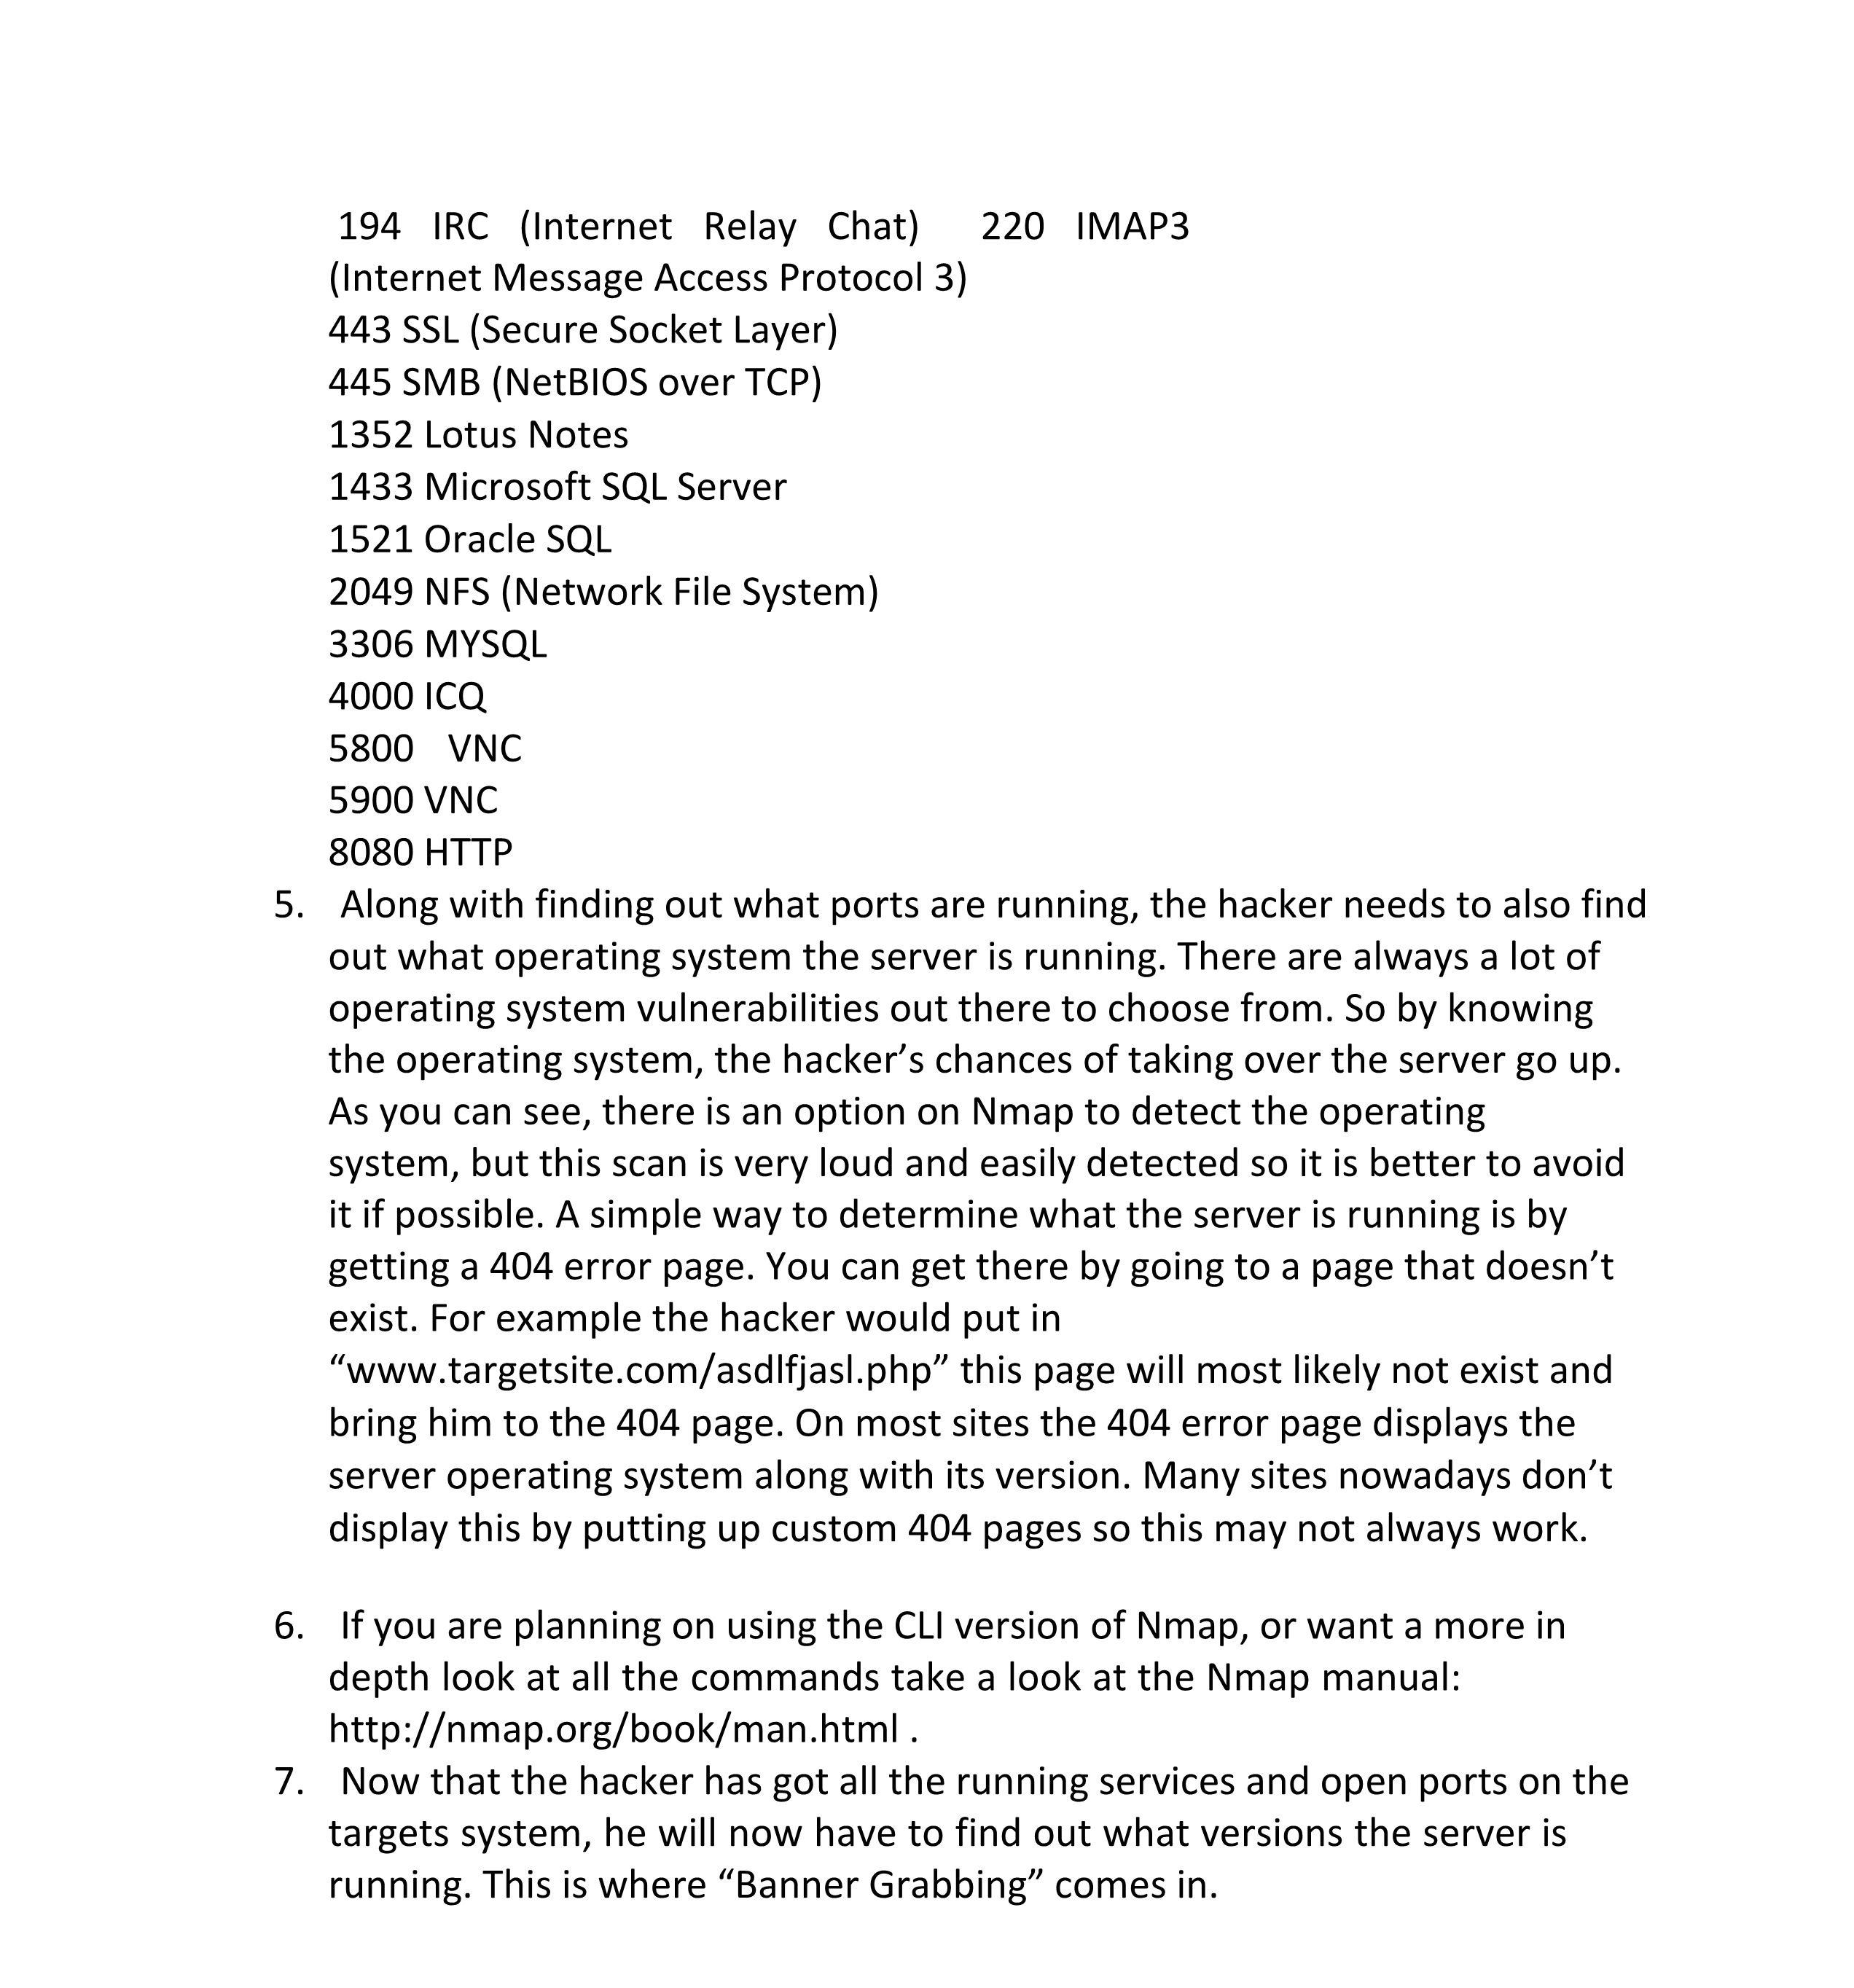 194 IRC (Internet Relay Chat) 220 IMAP3
(Internet Message Access Protocol 3)
443 SSL (Secure Socket Layer)
445 SMB (NetBIOS over TCP)
1352 Lotus Notes
1433 Microsoft SQL Server
1521 Oracle SQL
2049 NFS (Network File System)
3306 MYSQL
4000 ICQ
5800 VNC
5900 VNC
8080 HTTP
5. Along with finding out what ports are running, the hacker needs to also find
out what operating system the server is running. There are always a lot of
operating system vulnerabilities out there to choose from. So by knowing
the operating system, the hacker’s chances of taking over the server go up.
As you can see, there is an option on Nmap to detect the operating
system, but this scan is very loud and easily detected so it is better to avoid
it if possible. A simple way to determine what the server is running is by
getting a 404 error page. You can get there by going to a page that doesn’t
exist. For example the hacker would put in
“www.targetsite.com/asdlfjasl.php” this page will most likely not exist and
bring him to the 404 page. On most sites the 404 error page displays the
server operating system along with its version. Many sites nowadays don’t
display this by putting up custom 404 pages so this may not always work.
6. If you are planning on using the CLI version of Nmap, or want a more in
depth look at all the commands take a look at the Nmap manual:
http://nmap.org/book/man.html .
7. Now that the hacker has got all the running services and open ports on the
targets system, he will now have to find out what versions the server is
running. This is where “Banner Grabbing” comes in.